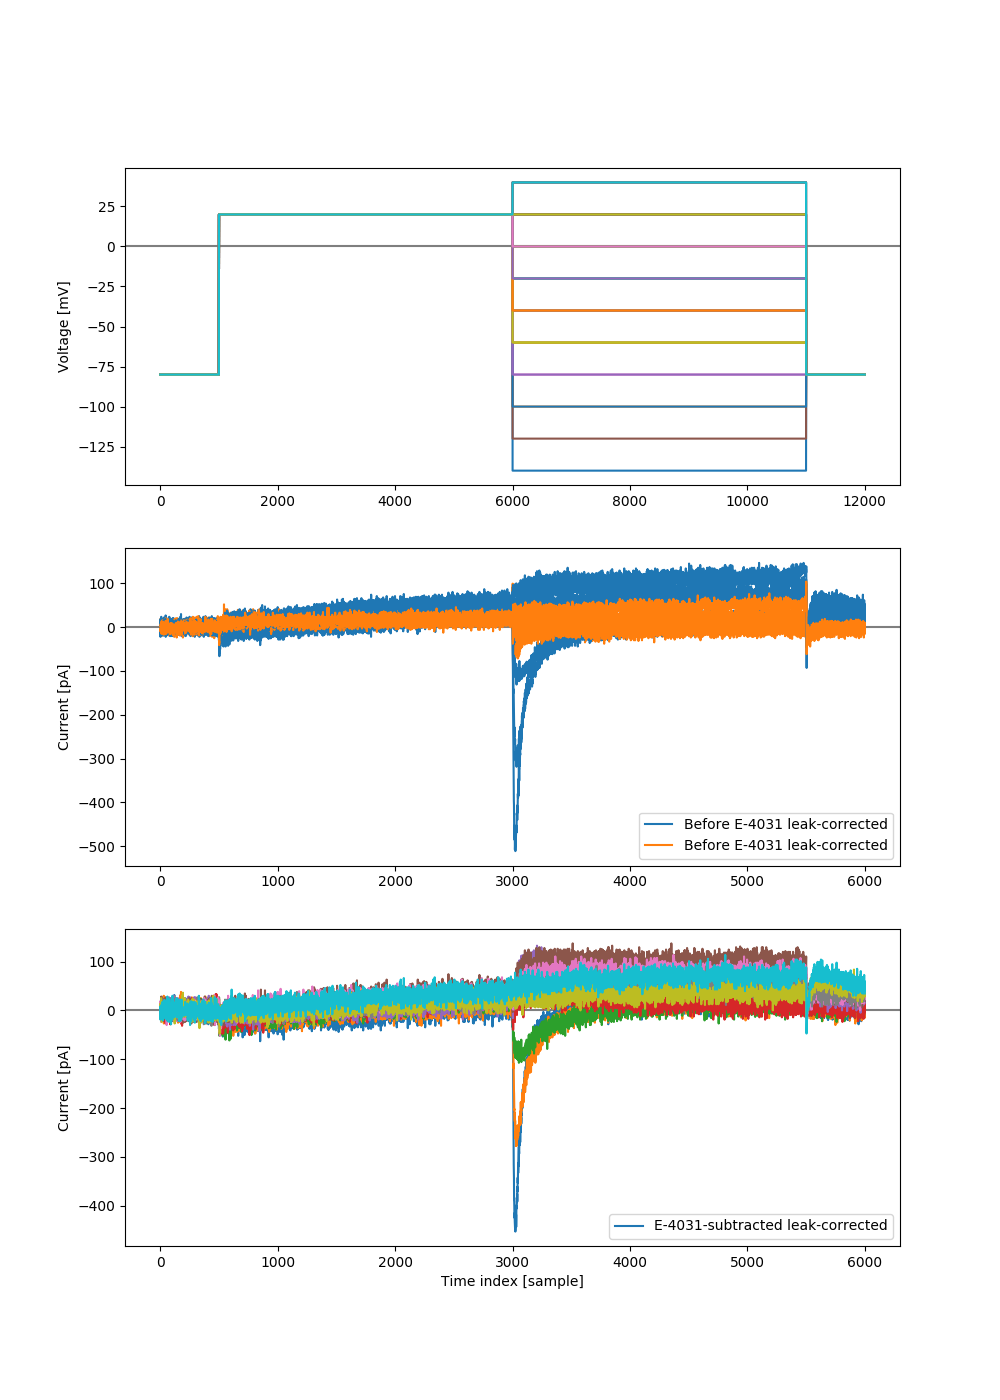 25
0
−25
−50
−75
−100
−125
Voltage [mV]
0 2000 4000 6000 8000 10000 12000
100
0
−100
−200
−300
−400
−500
Current [pA]
Before E-4031 leak-corrected
Before E-4031 leak-corrected
0 1000 2000 3000 4000 5000 6000
100
0
−100
−200
−300
−400
Current [pA]
E-4031-subtracted leak-corrected
0 1000 2000 3000 4000 5000 6000
Time index [sample]